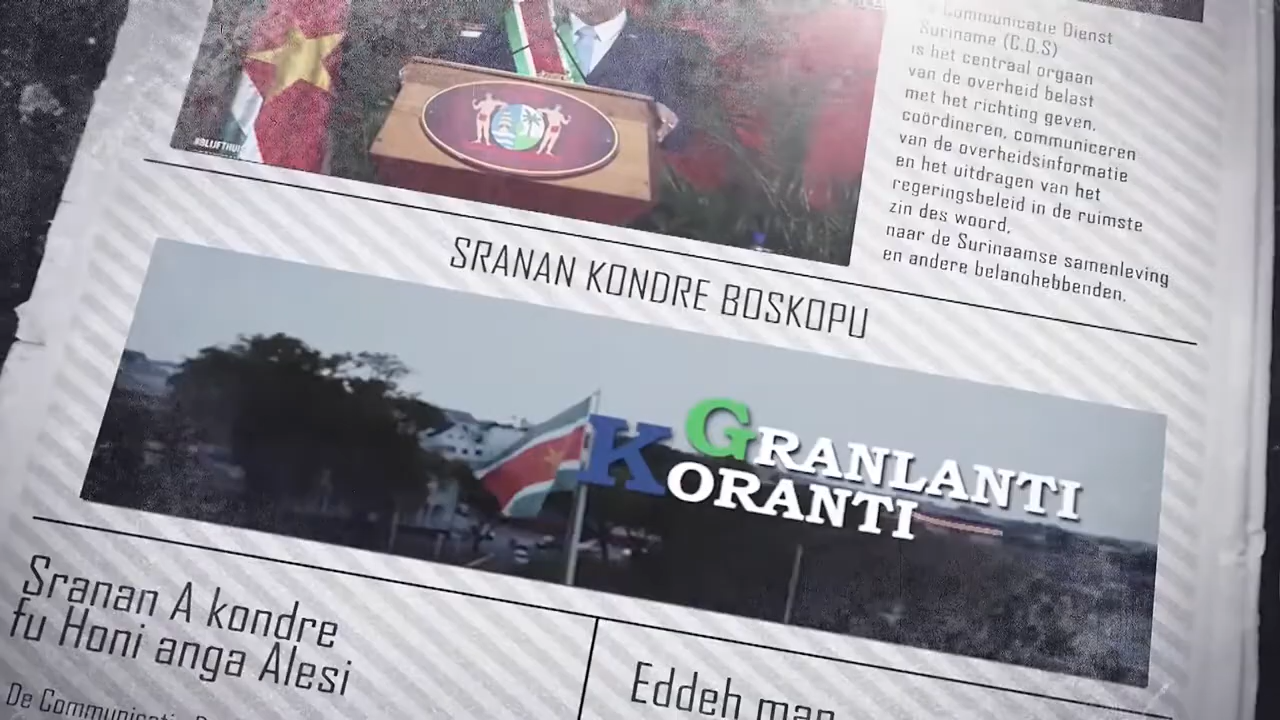 Communicatie Dienst
Suriname (C.D.S)
is het centraal orgaan
van de overheid belast
met het richting geven,
coördineren, communiceren
van de overheidsinformatie
en het uitdragen van het
regeringsbeleid in de ruimste
zin des woord,
naar de Surinaamse samenleving
en andere belanghebbenden.
SRANAN KONDRE BOSKOPU
GRANLANTI
KORANTI
Sranan A kondre
fu Honi anga Alesi
De
Eddeh man